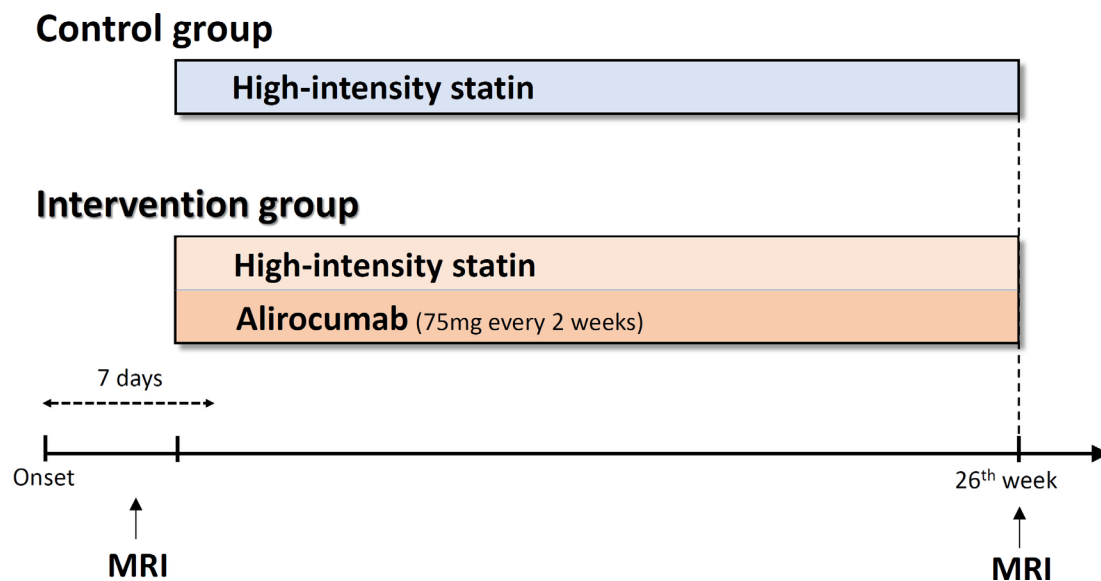 Control group
High-intensity statin
Intervention group
High-intensity statin
Alirocumab (75mg every 2 weeks)
7 days
Onset
26th week
MRI
MRI